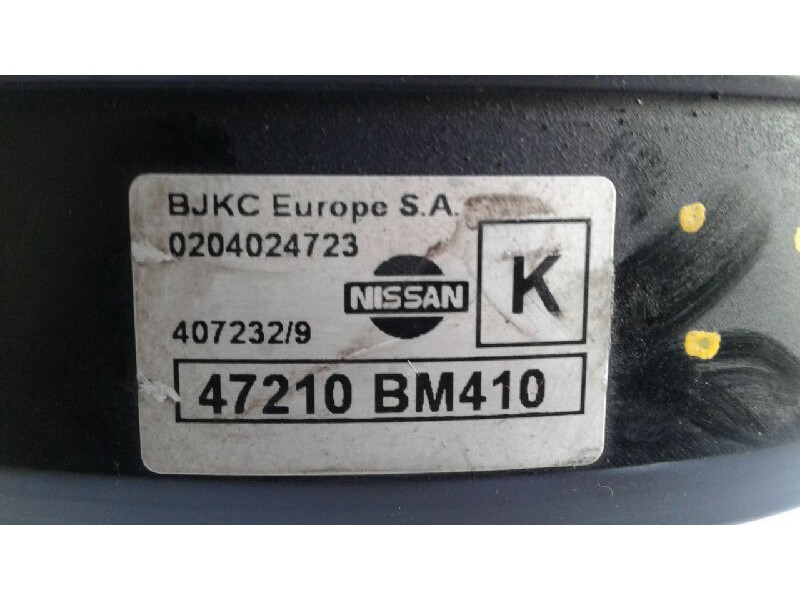 BJKC Europe S.A.
0204024723
K
NISSAN
407232/9
47210 BM410